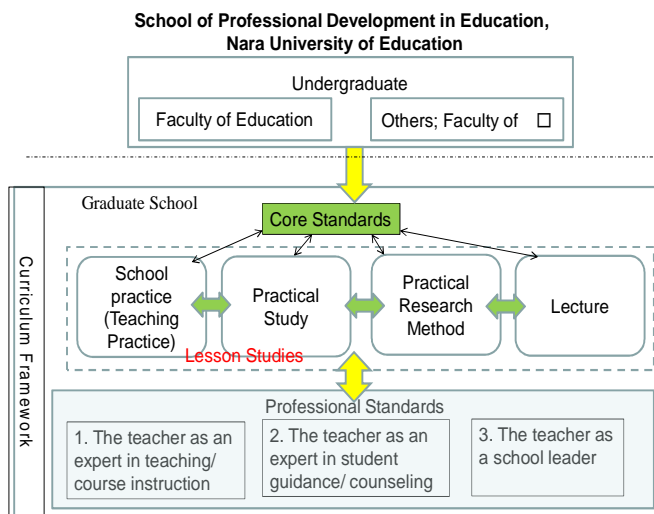 School of Professional Development in Education,
Nara University of Education
Undergraduate
Faculty of Education
Others; Faculty of □
Graduate School
Core Standards
School
practice
(Teaching
Practice)
Practical
Study
Practical
Research
Method
Lecture
Lesson Studies
Curriculum Framework
Professional Standards
1. The teacher as an
expert in teaching/
course instruction
2. The teacher as an
expert in student
guidance/ counseling
3. The teacher as
a school leader